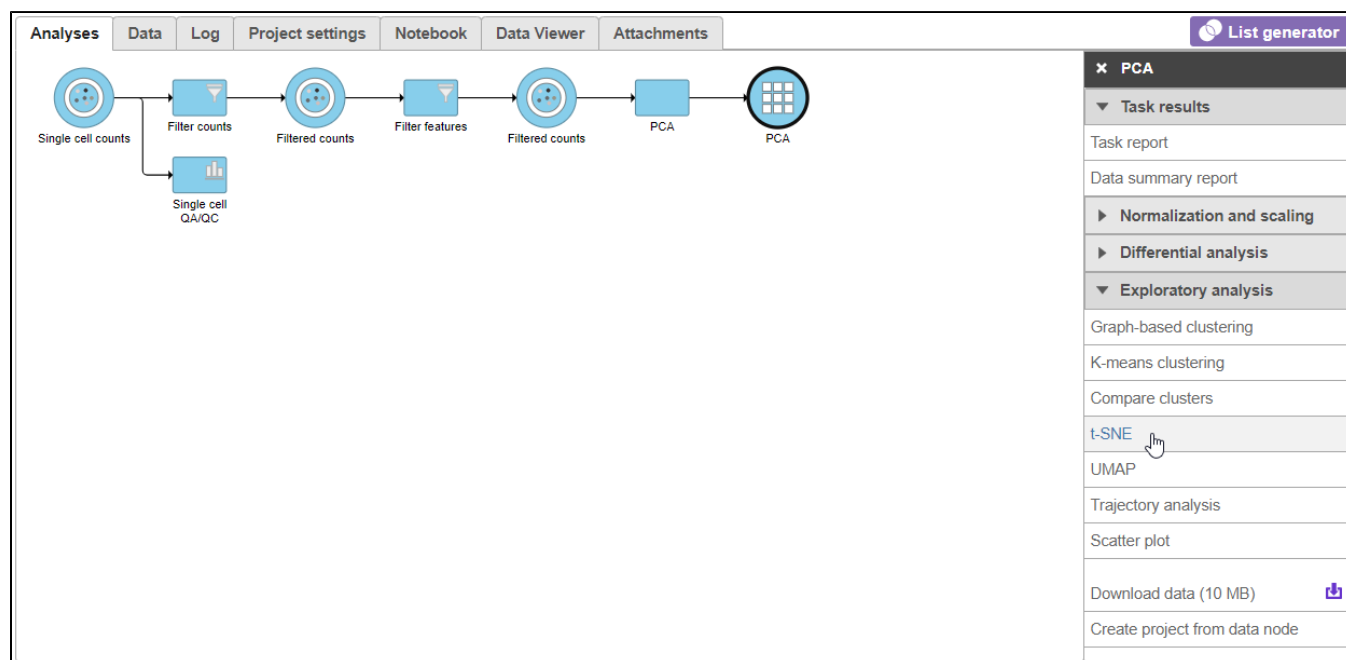 Analyses
Data
Log
Project settings
Notebook
Data Viewer
Attachments
List generator
Single cell counts
Filter counts
Filtered counts
Filter features
Filtered counts
PCA
PCA
Single cell
QA/QC
PCA
Task results
Task report
Data summary report
Normalization and scaling
Differential analysis
Exploratory analysis
Graph-based clustering
K-means clustering
Compare clusters
t-SNE
UMAP
Trajectory analysis
Scatter plot
Download data (10 MB)
Create project from data node